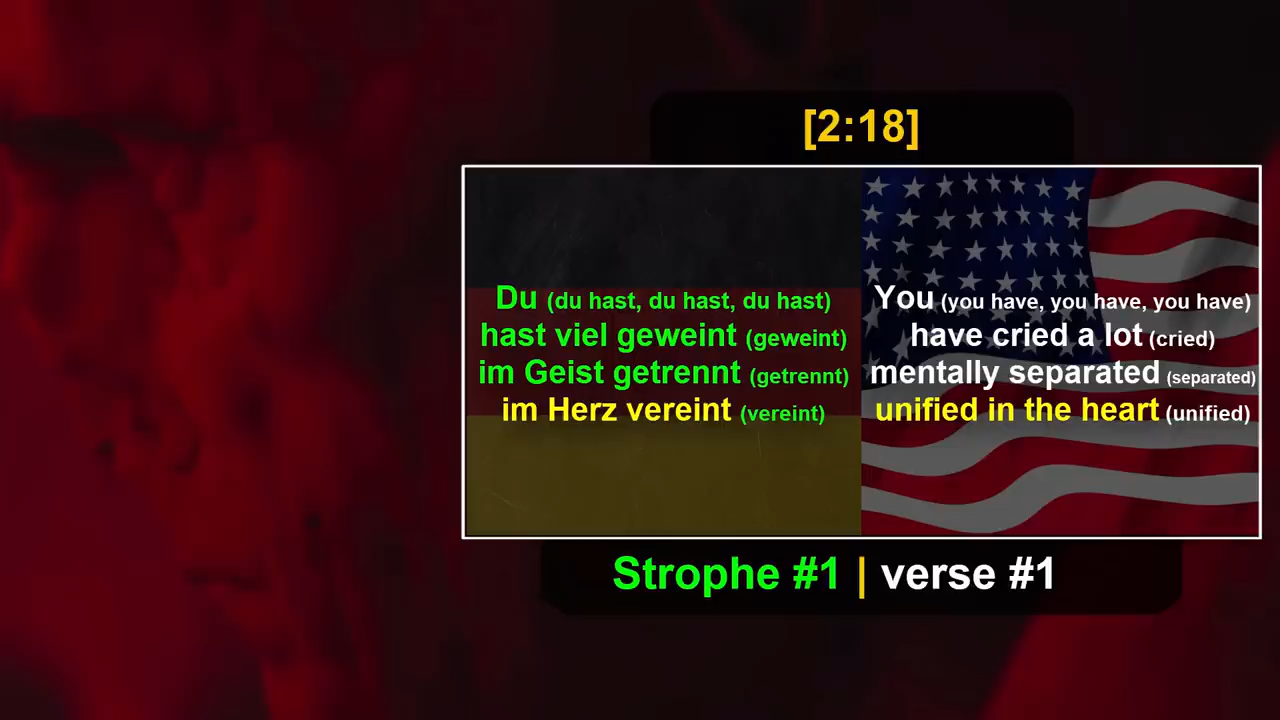 [2:18]
Du (du hast, du hast, du hast)
hast viel geweint (geweint)
im Geist getrennt (getrennt)
im Herz vereint (vereint)
You (you have, you have, you have)
have cried a lot (cried)
mentally separated (separated)
unified in the heart (unified)
Strophe #1 | verse #1